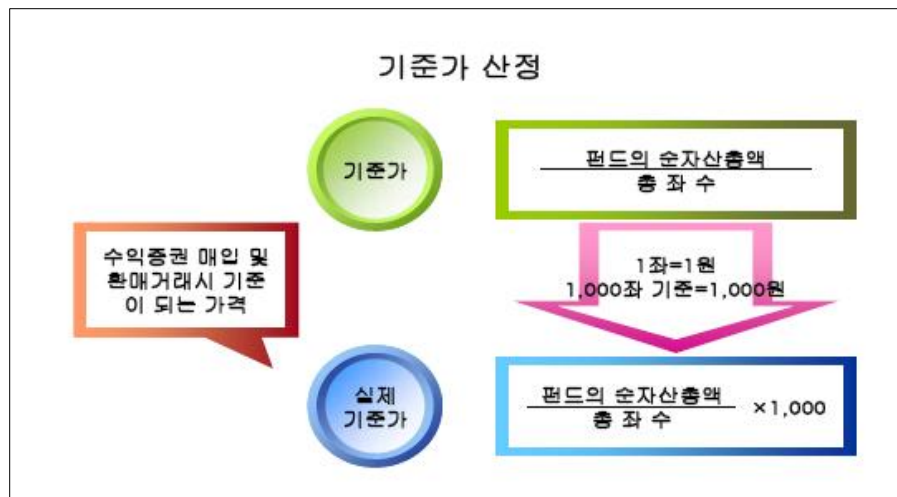 기준가 산정
기준가
펀드의 순자산총액
총 좌 수
수익증권 매입 및
환매거래시 기준
이 되는 가격
1좌=1원
1,000좌 기준=1,000원
실제
기준가
펀드의 순자산총액
총 좌 수
×1,000